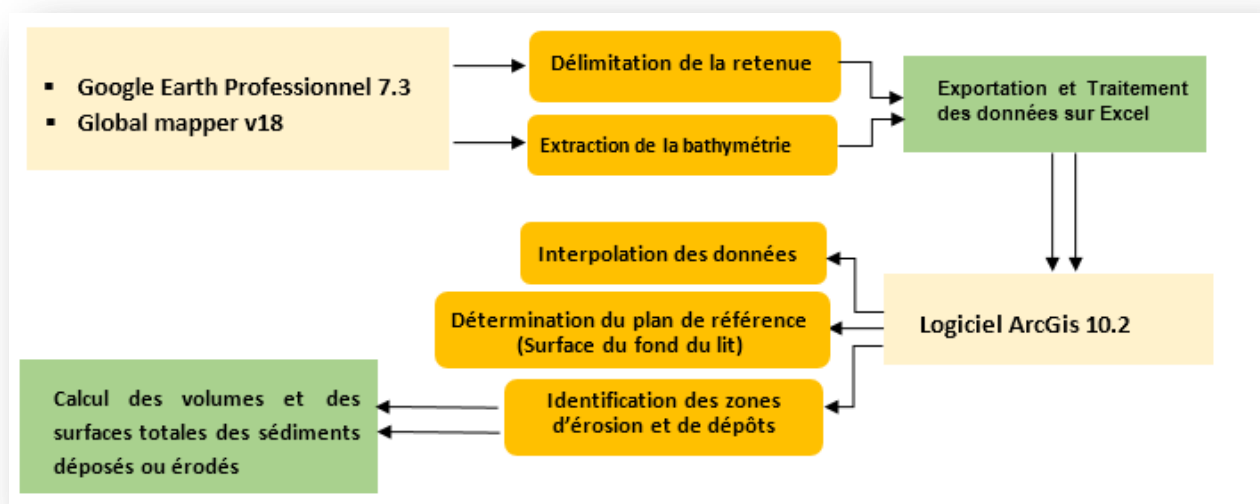 ▪ Google Earth Professionnel 7.3
▪ Global mapper v18
Délimitation de la retenue
Extraction de la bathymétrie
Exportation et Traitement
des données sur Excel
Interpolation des données
Détermination du plan de référence
(Surface du fond du lit)
Identification des zones
d’érosion et de dépôts
Logiciel ArcGis 10.2
Calcul des volumes et des
surfaces totales des sédiments
déposés ou érodés